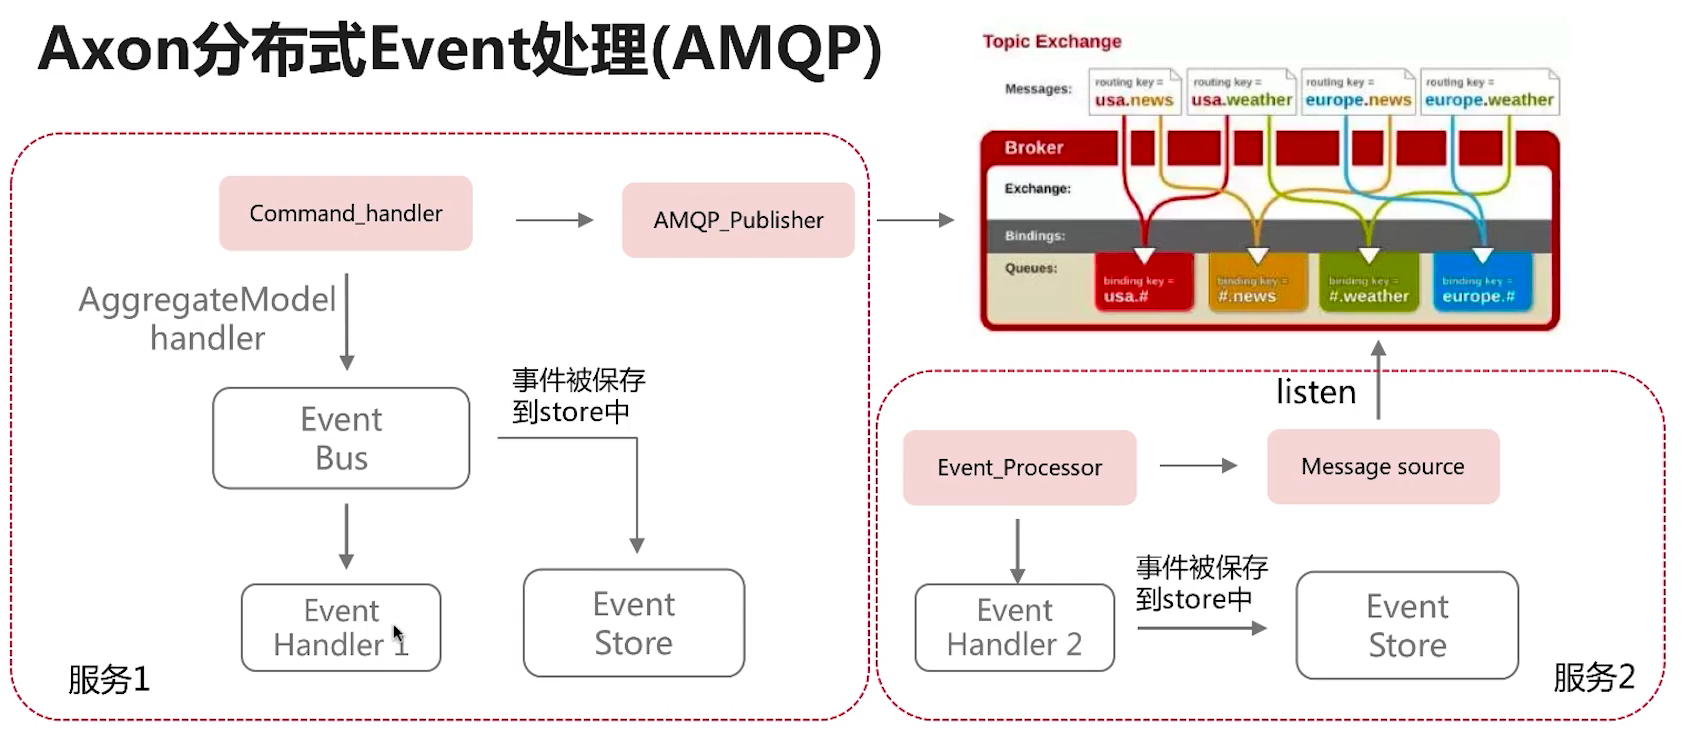 Axon分布式Event处理(AMQP)
Topic Exchange
Messages:
routing key =
usa.news
routing key =
usa.weather
routing key =
europe.news
routing key =
europe.weather
Broker
Exchange:
Bindings:
Queues:
binding key =
usa.#
binding key =
#.news
binding key =
#.weather
binding key =
europe.#
Command_handler
AMQP_Publisher
AggregateModel
handler
Event
Bus
事件被保存
到store中
Event
Handler 1
Event
Store
服务1
listen
Event_Processor
Message source
Event
Handler 2
事件被保存
到store中
Event
Store
服务2